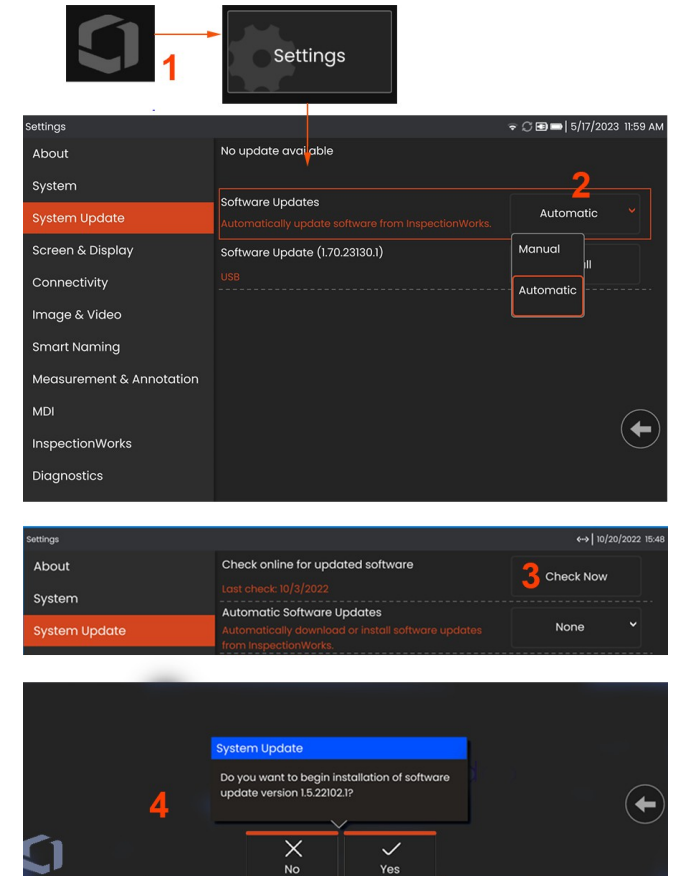 1
Settings
Settings
5/17/2023 11:59 AM
About
No update available
System
2
Software Updates
Automatically update software from InspectionWorks.
Automatic
System Update
Screen & Display
Software Update (1.70.23130.1)
USB
Manual
Automatic
Connectivity
Image & Video
Smart Naming
Measurement & Annotation
MDI
InspectionWorks
Diagnostics
Settings
10/20/2022 15:48
About
Check online for updated software
Last check: 10/3/2022
3
Check Now
System
Automatic Software Updates
Automatically download or install software updates
from InspectionWorks.
None
System Update
System Update
Do you want to begin installation of software
update version 1.5.22102.1?
4
No
Yes